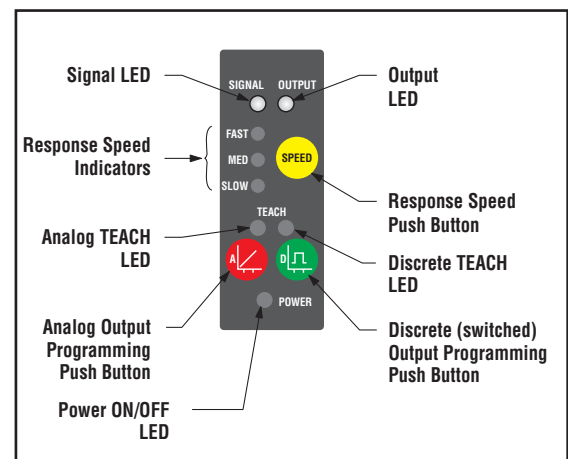 Signal LED
SIGNAL OUTPUT
Output
LED
Response Speed
Indicators
FAST
MED
SLOW
SPEED
Response Speed
Push Button
TEACH
Analog TEACH
LED
Discrete TEACH
LED
A
D
POWER
Analog Output
Programming
Push Button
Discrete (switched)
Output Programming
Push Button
Power ON/OFF
LED